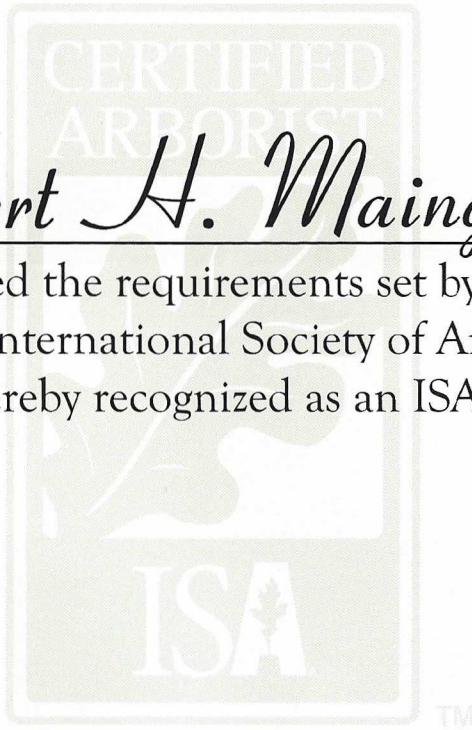 CERTIFIED
ARBORIST
rt H. Maing
ed the requirements set by
nternational Society of Ar
reby recognized as an ISA
ISA
TM